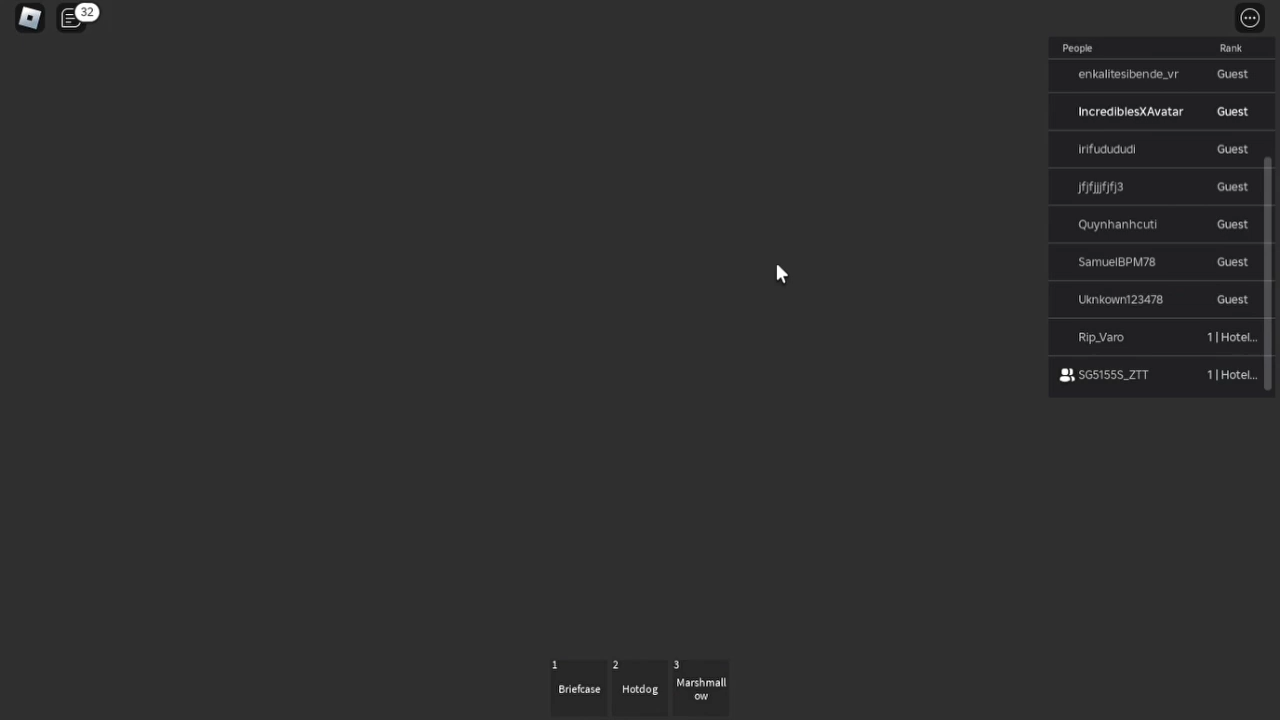 32
People Rank
enkalitesibende_vr Guest
IncrediblesXAvatar Guest
irifudududi Guest
jfjfjjjfjfj3 Guest
Quynhanhcuti Guest
SamuelBPM78 Guest
Uknkown123478 Guest
Rip_Varo 1 | Hotel...
SG5155S_ZTT 1 | Hotel...
1 2 3
Briefcase Hotdog Marshmall
ow